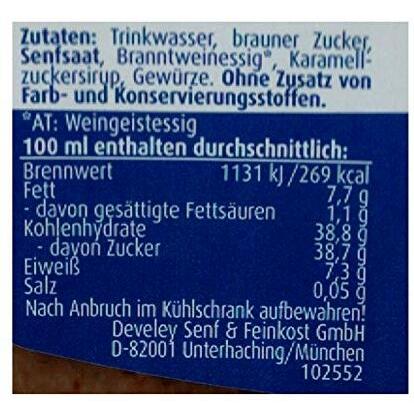 Zutaten: Trinkwasser, brauner Zucker,
Senfsaat, Branntweinessig*, Karamell-
zuckersirup, Gewürze. Ohne Zusatz von
Farb- und Konservierungsstoffen.
*AT: Weingeistessig
100 ml enthalten durchschnittlich:
Brennwert 1131 kJ/269 kcal
Fett 7,7 g
- davon gesättigte Fettsäuren 1,1 g
Kohlenhydrate 38,8 g
- davon Zucker 38,7 g
Eiweiß 7,3 g
Salz 0,05 g
Nach Anbruch im Kühlschrank aufbewahren!
Develey Senf & Feinkost GmbH
D-82001 Unterhaching/München
102552